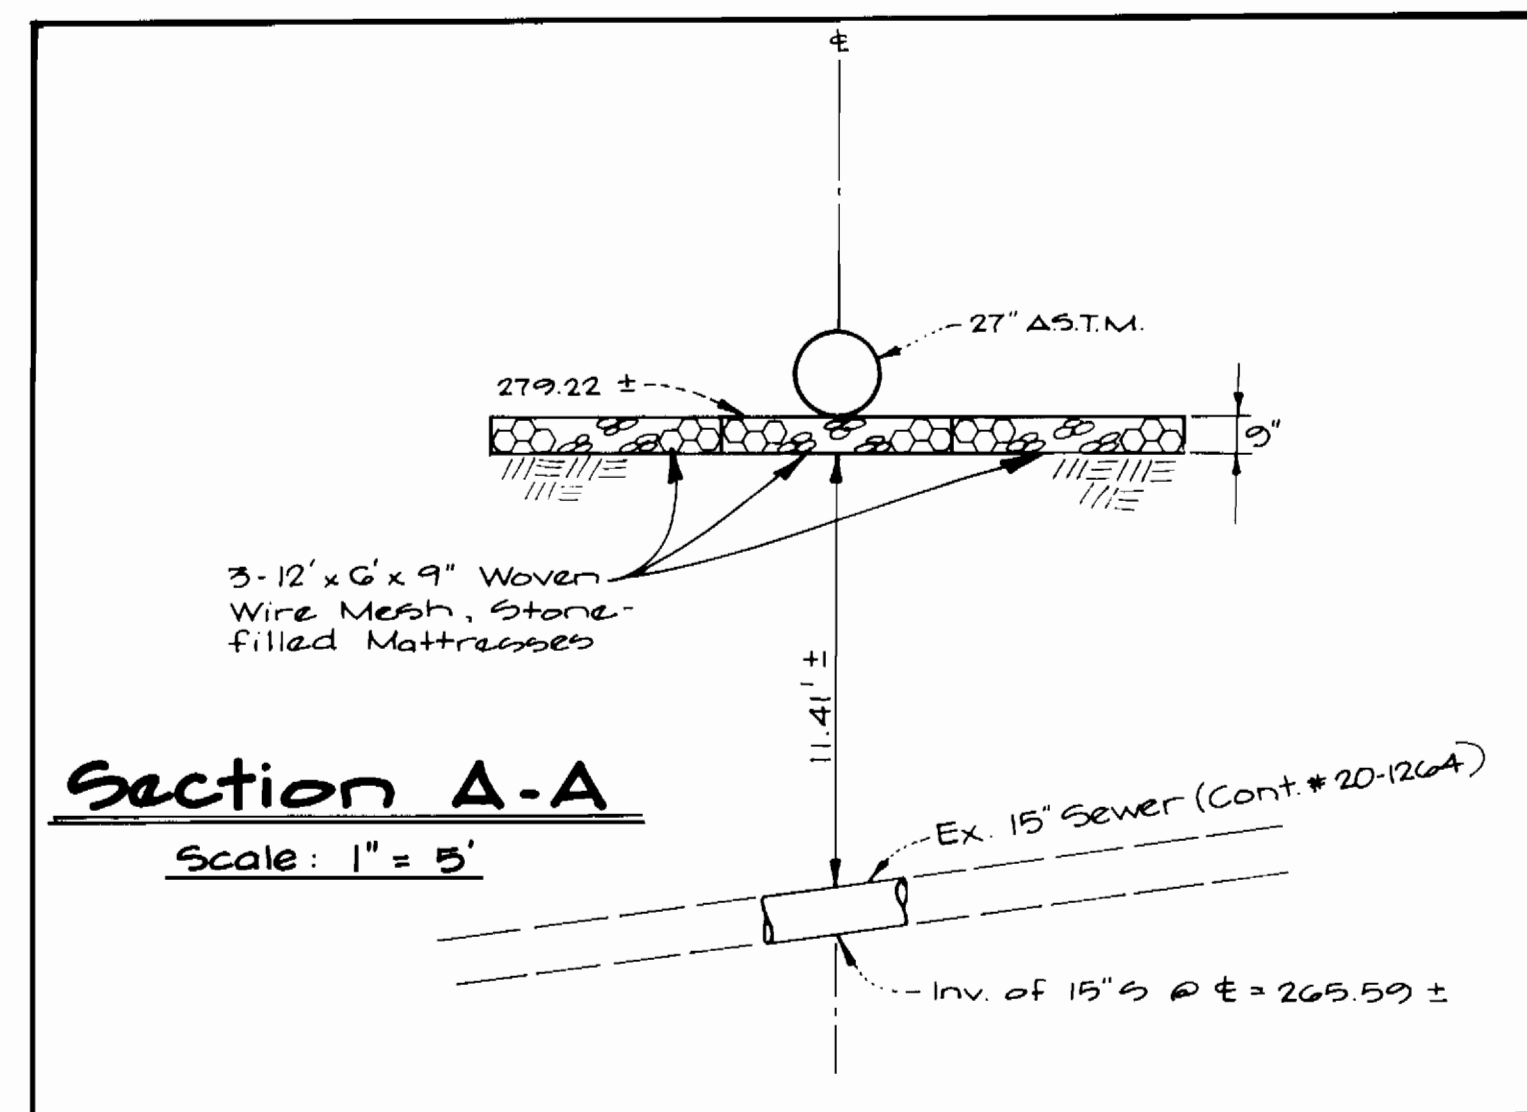 ℄
27" A.S.T.M.
279.22 ±
9"
3-12' x 6' x 9" Woven
Wire Mesh, Stone-
filled Mattresses
11.41' ±
Section A-A
Scale: 1" = 5'
Ex. 15" Sewer (Cont. # 20-1264)
Inv. of 15" S @ ℄ = 265.59 ±